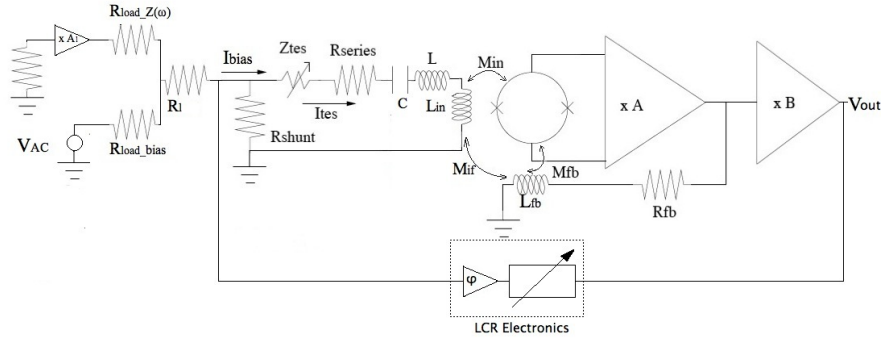 Rload_Z(ω)
x A1
Ibias
Ztes
Rseries
L
Min
Lin
C
x A
x B
Vout
Rl
Ites
Rshunt
VAC
Rload_bias
Mif
Mfb
Lfb
Rfb
φ
LCR Electronics